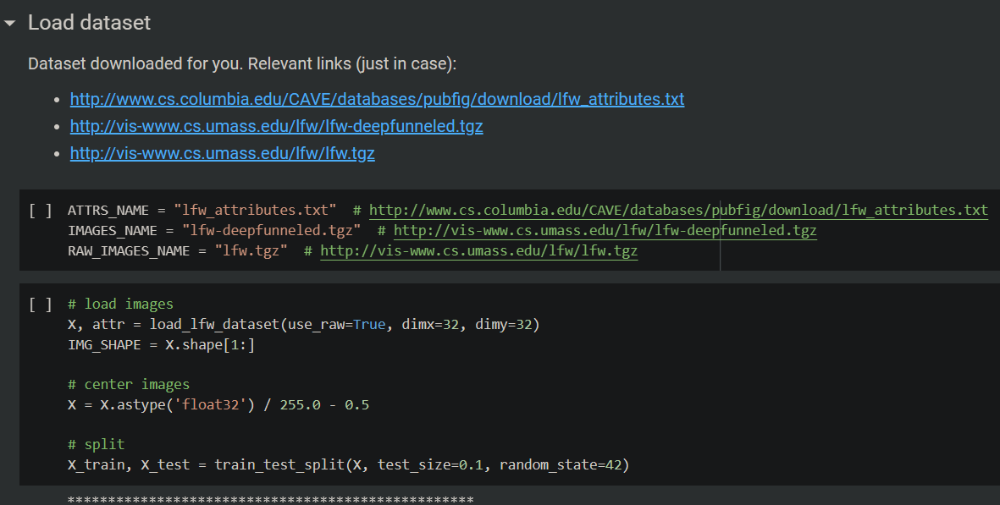 Load dataset
Dataset downloaded for you. Relevant links (just in case):
• http://www.cs.columbia.edu/CAVE/databases/pubfig/download/lfw_attributes.txt
• http://vis-www.cs.umass.edu/lfw/lfw-deepfunneled.tgz
• http://vis-www.cs.umass.edu/lfw/lfw.tgz
[ ] ATTRS_NAME = "lfw_attributes.txt"  # http://www.cs.columbia.edu/CAVE/databases/pubfig/download/lfw_attributes.txt
IMAGES_NAME = "lfw-deepfunneled.tgz"  # http://vis-www.cs.umass.edu/lfw/lfw-deepfunneled.tgz
RAW_IMAGES_NAME = "lfw.tgz"  # http://vis-www.cs.umass.edu/lfw/lfw.tgz
[ ] # load images
X, attr = load_lfw_dataset(use_raw=True, dimx=32, dimy=32)
IMG_SHAPE = X.shape[1:]
# center images
X = X.astype('float32') / 255.0 - 0.5
# split
X_train, X_test = train_test_split(X, test_size=0.1, random_state=42)
**************************************************